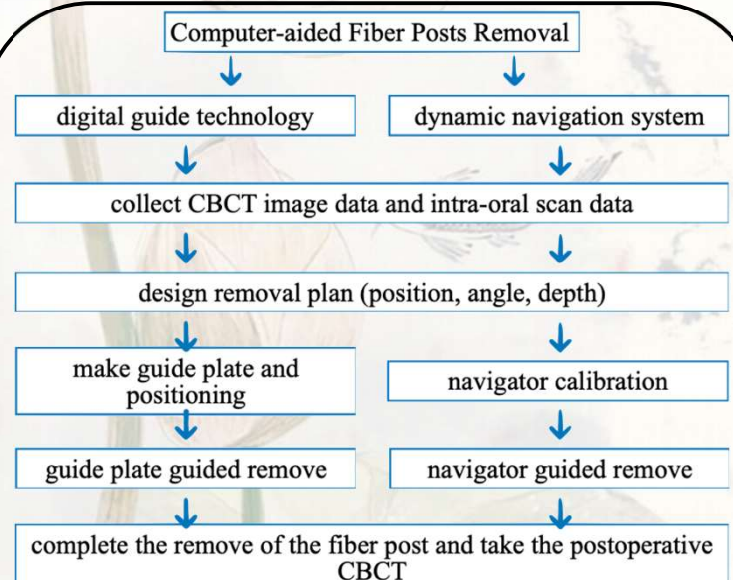 Computer-aided Fiber Posts Removal
digital guide technology
dynamic navigation system
collect CBCT image data and intra-oral scan data
design removal plan (position, angle, depth)
make guide plate and
positioning
navigator calibration
guide plate guided remove
navigator guided remove
complete the remove of the fiber post and take the postoperative
CBCT